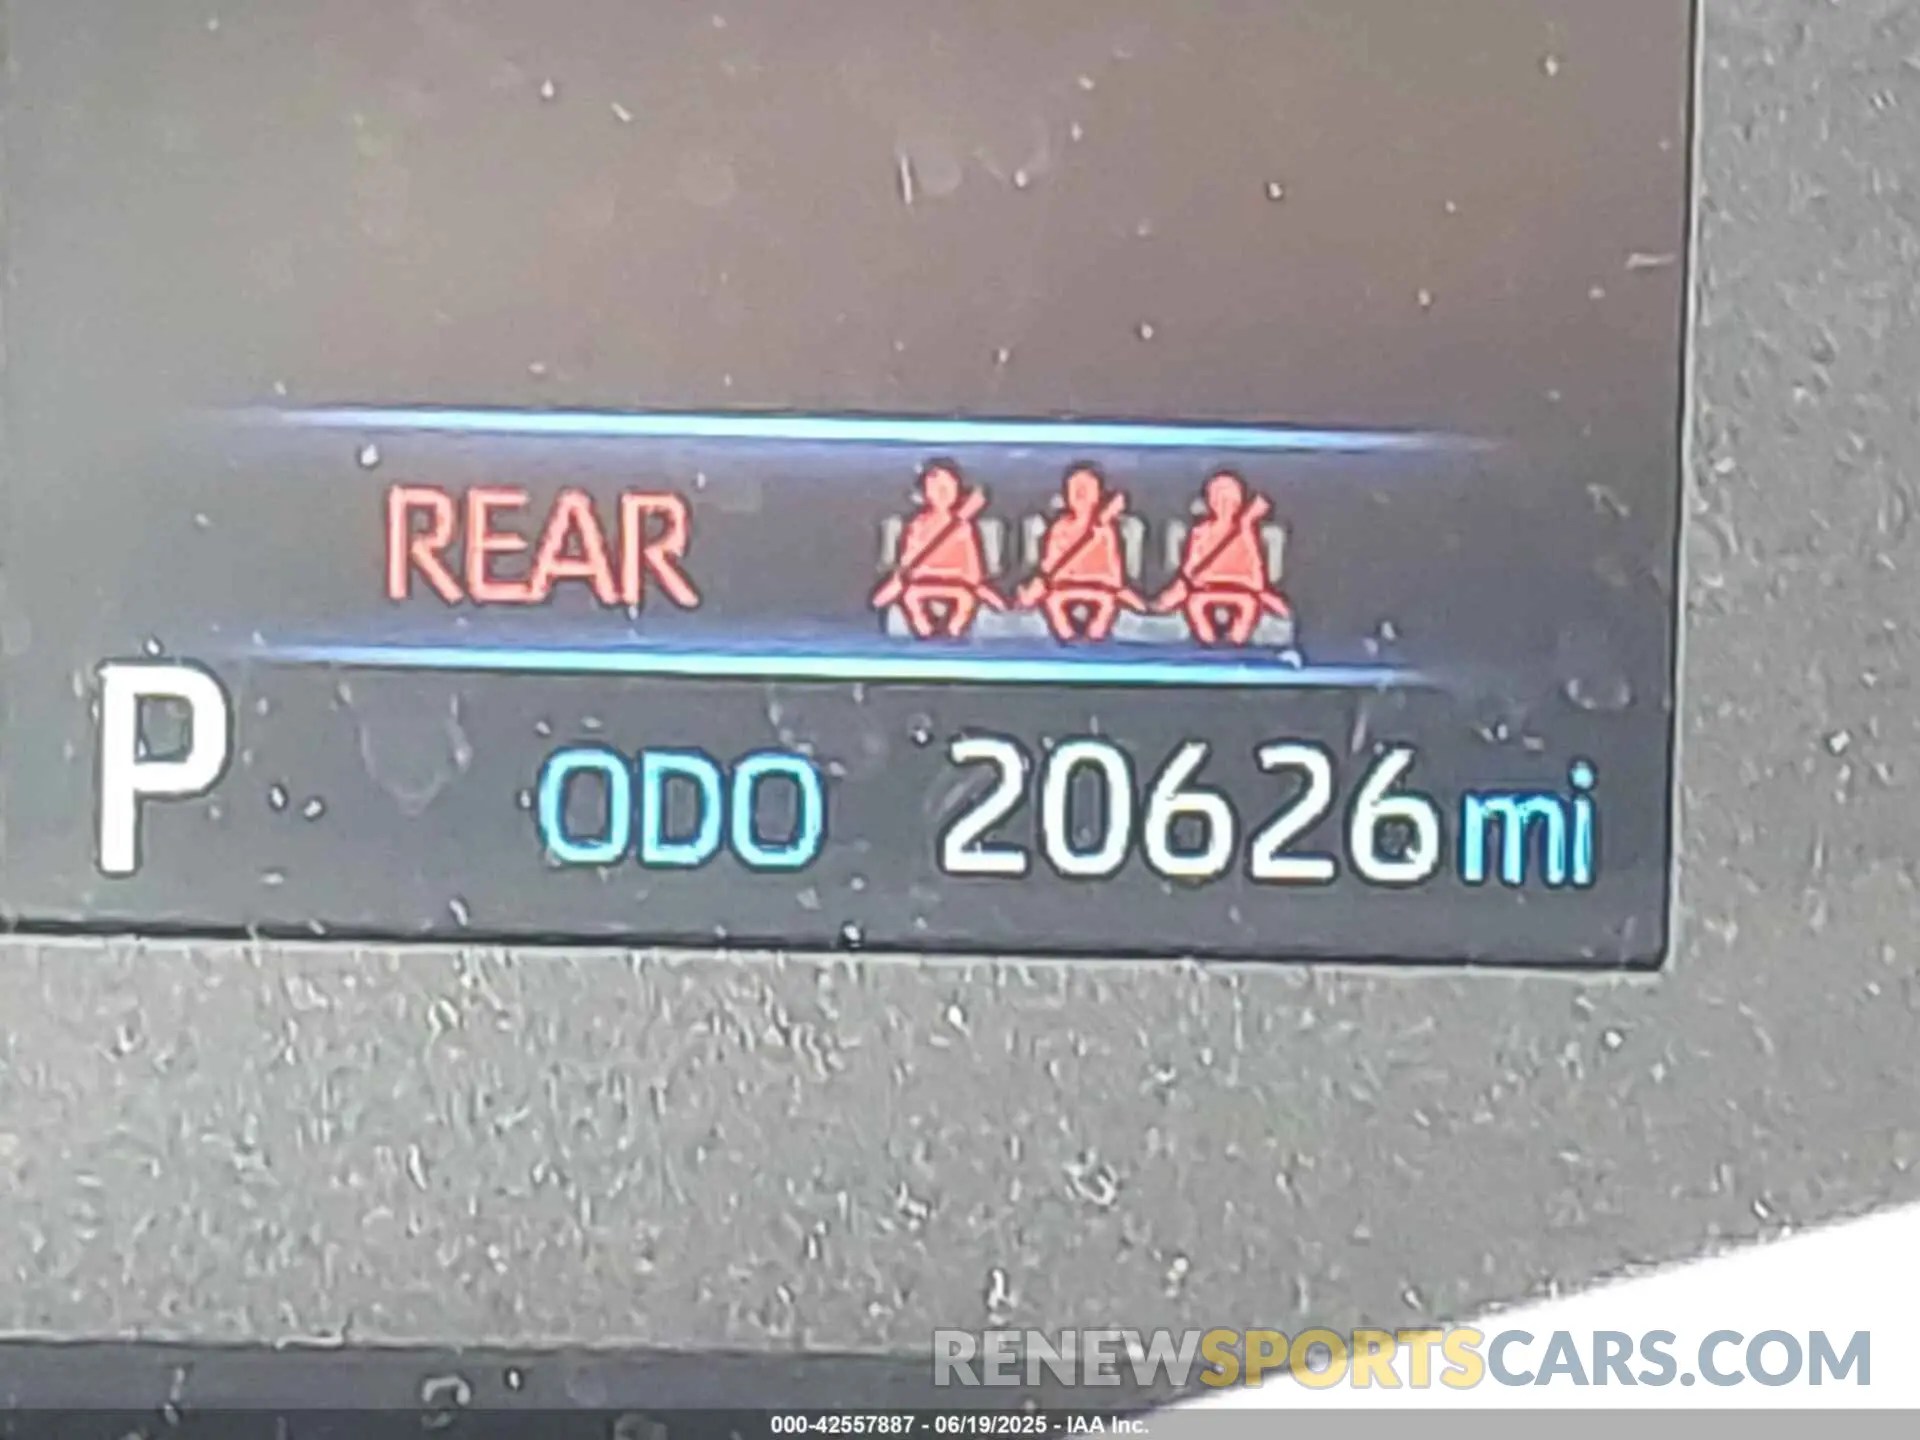 REAR
P
ODO 20626mi
RENEWSPORTSCARS.COM
000-42557887 - 06/19/2025 - IAA Inc.